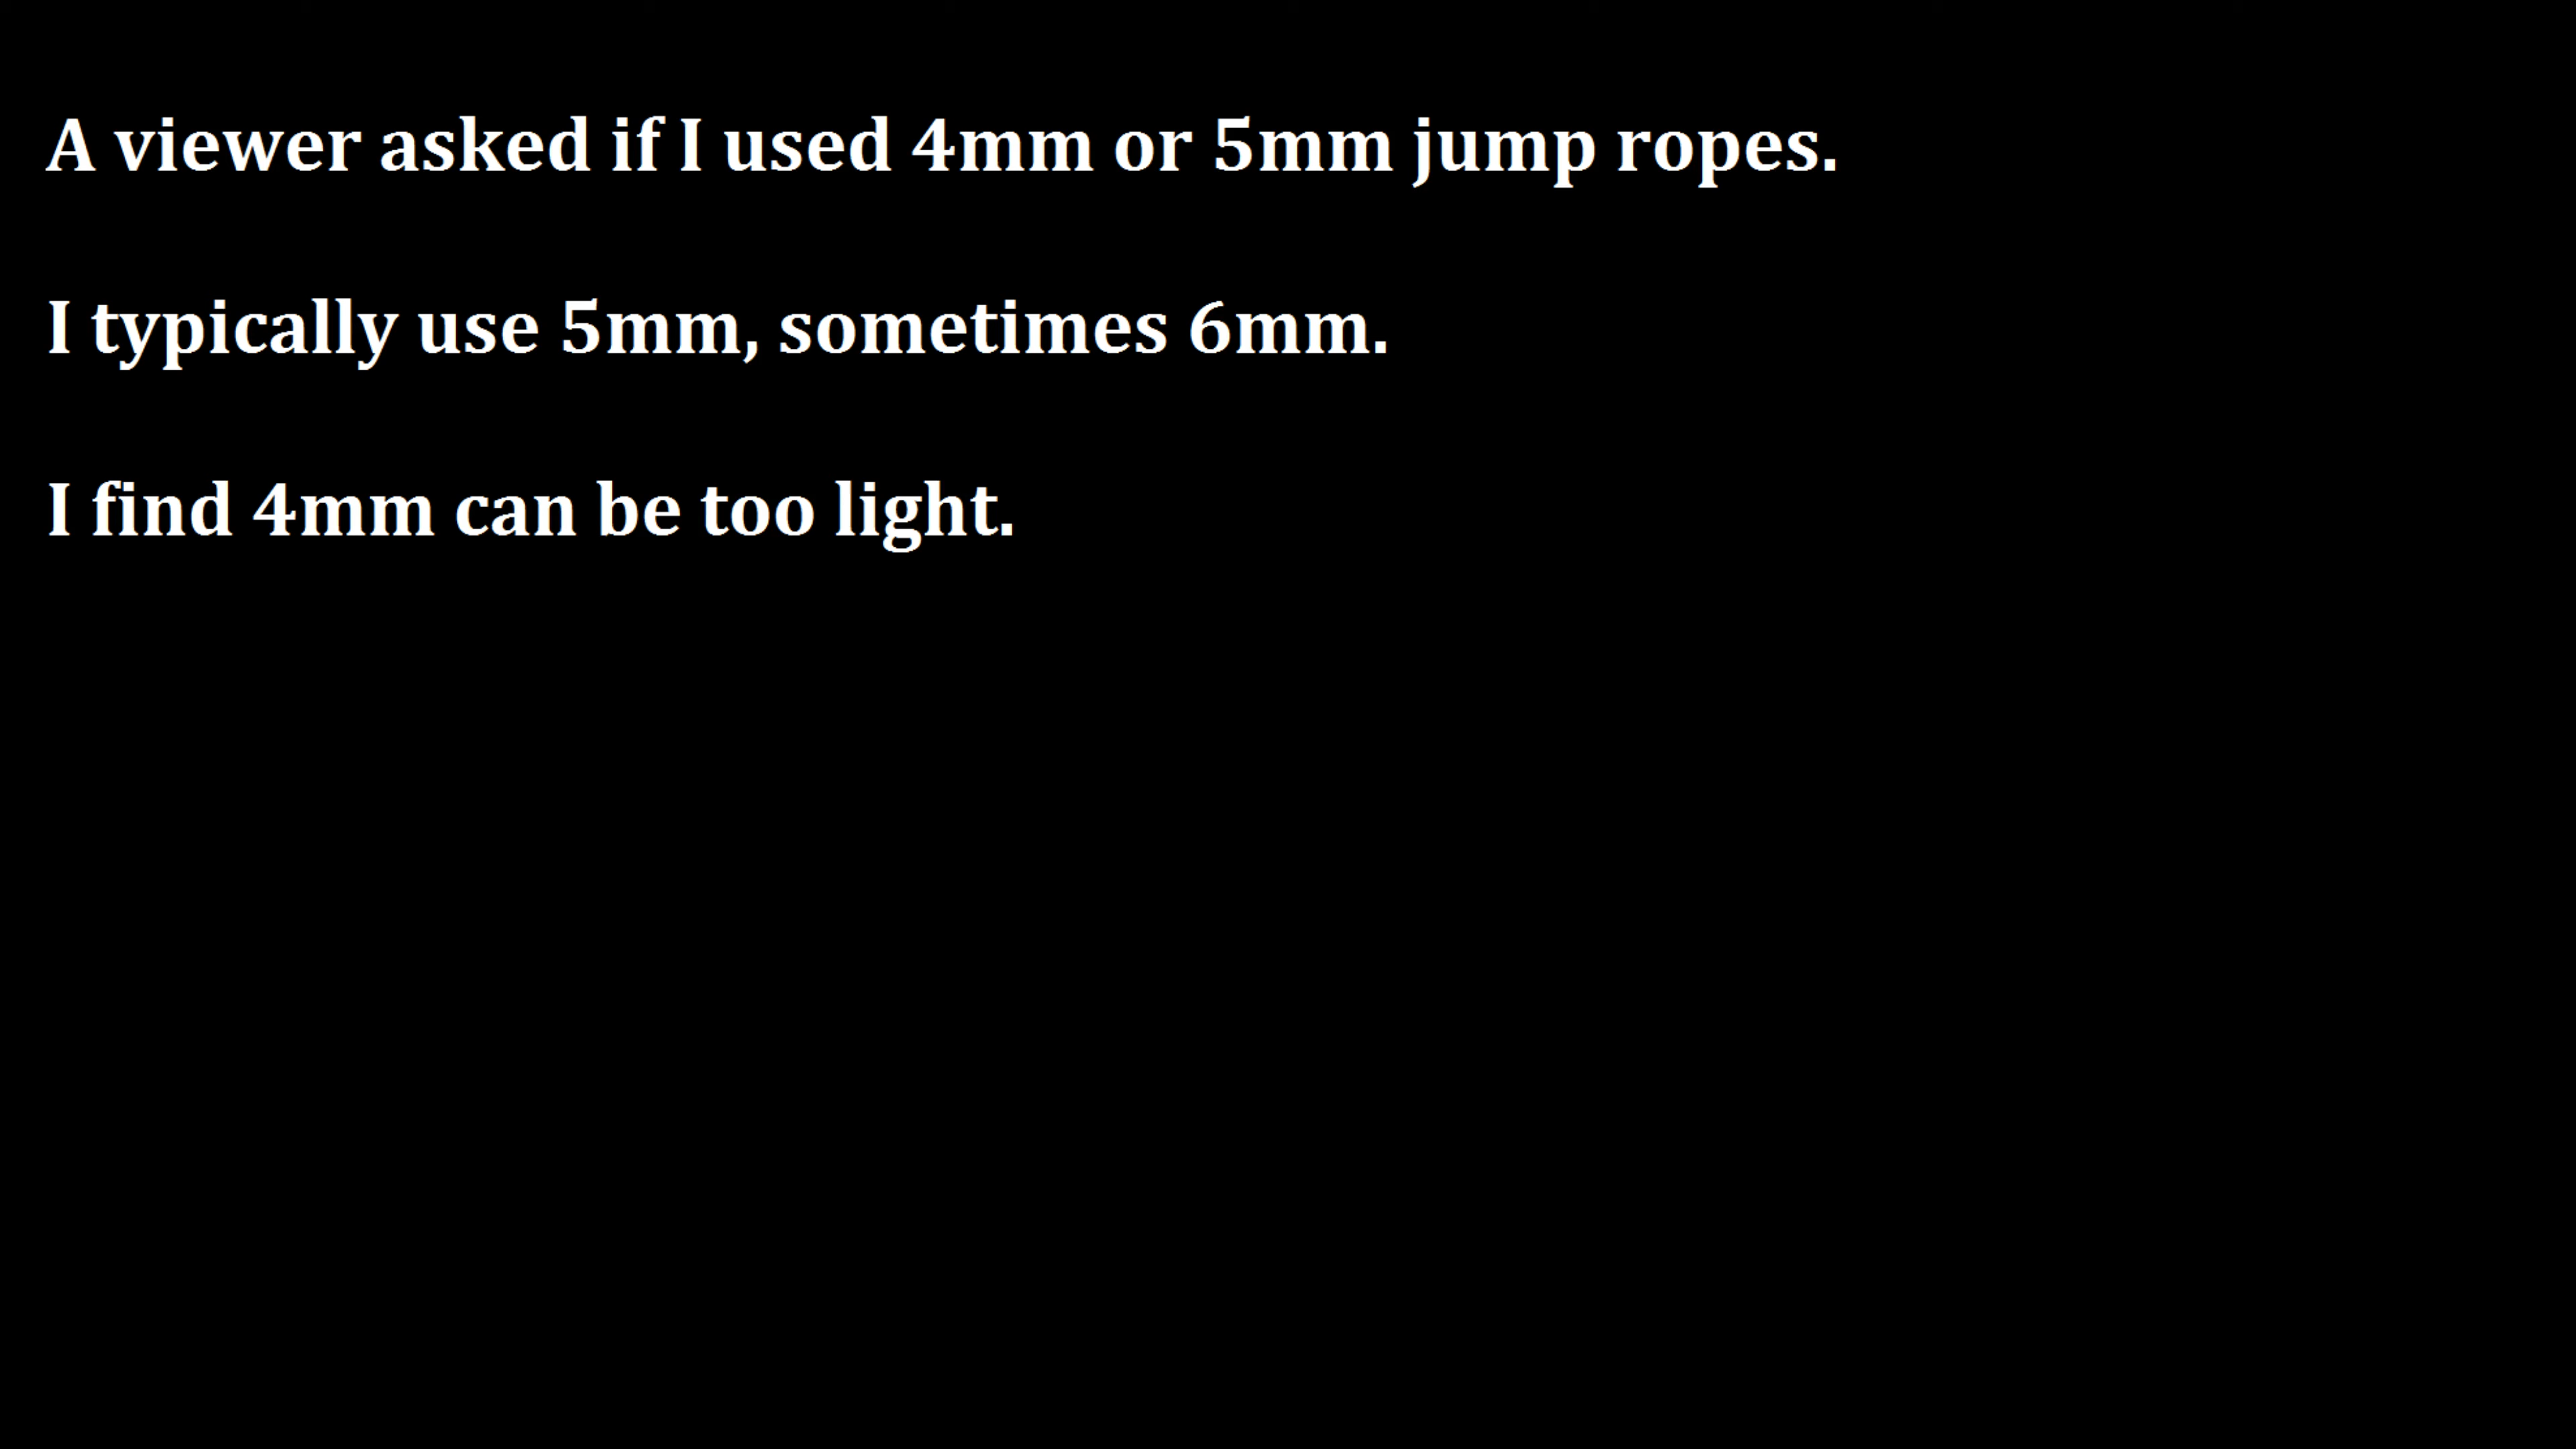 A viewer asked if I used 4mm or 5mm jump ropes.
I typically use 5mm, sometimes 6mm.
I find 4mm can be too light.